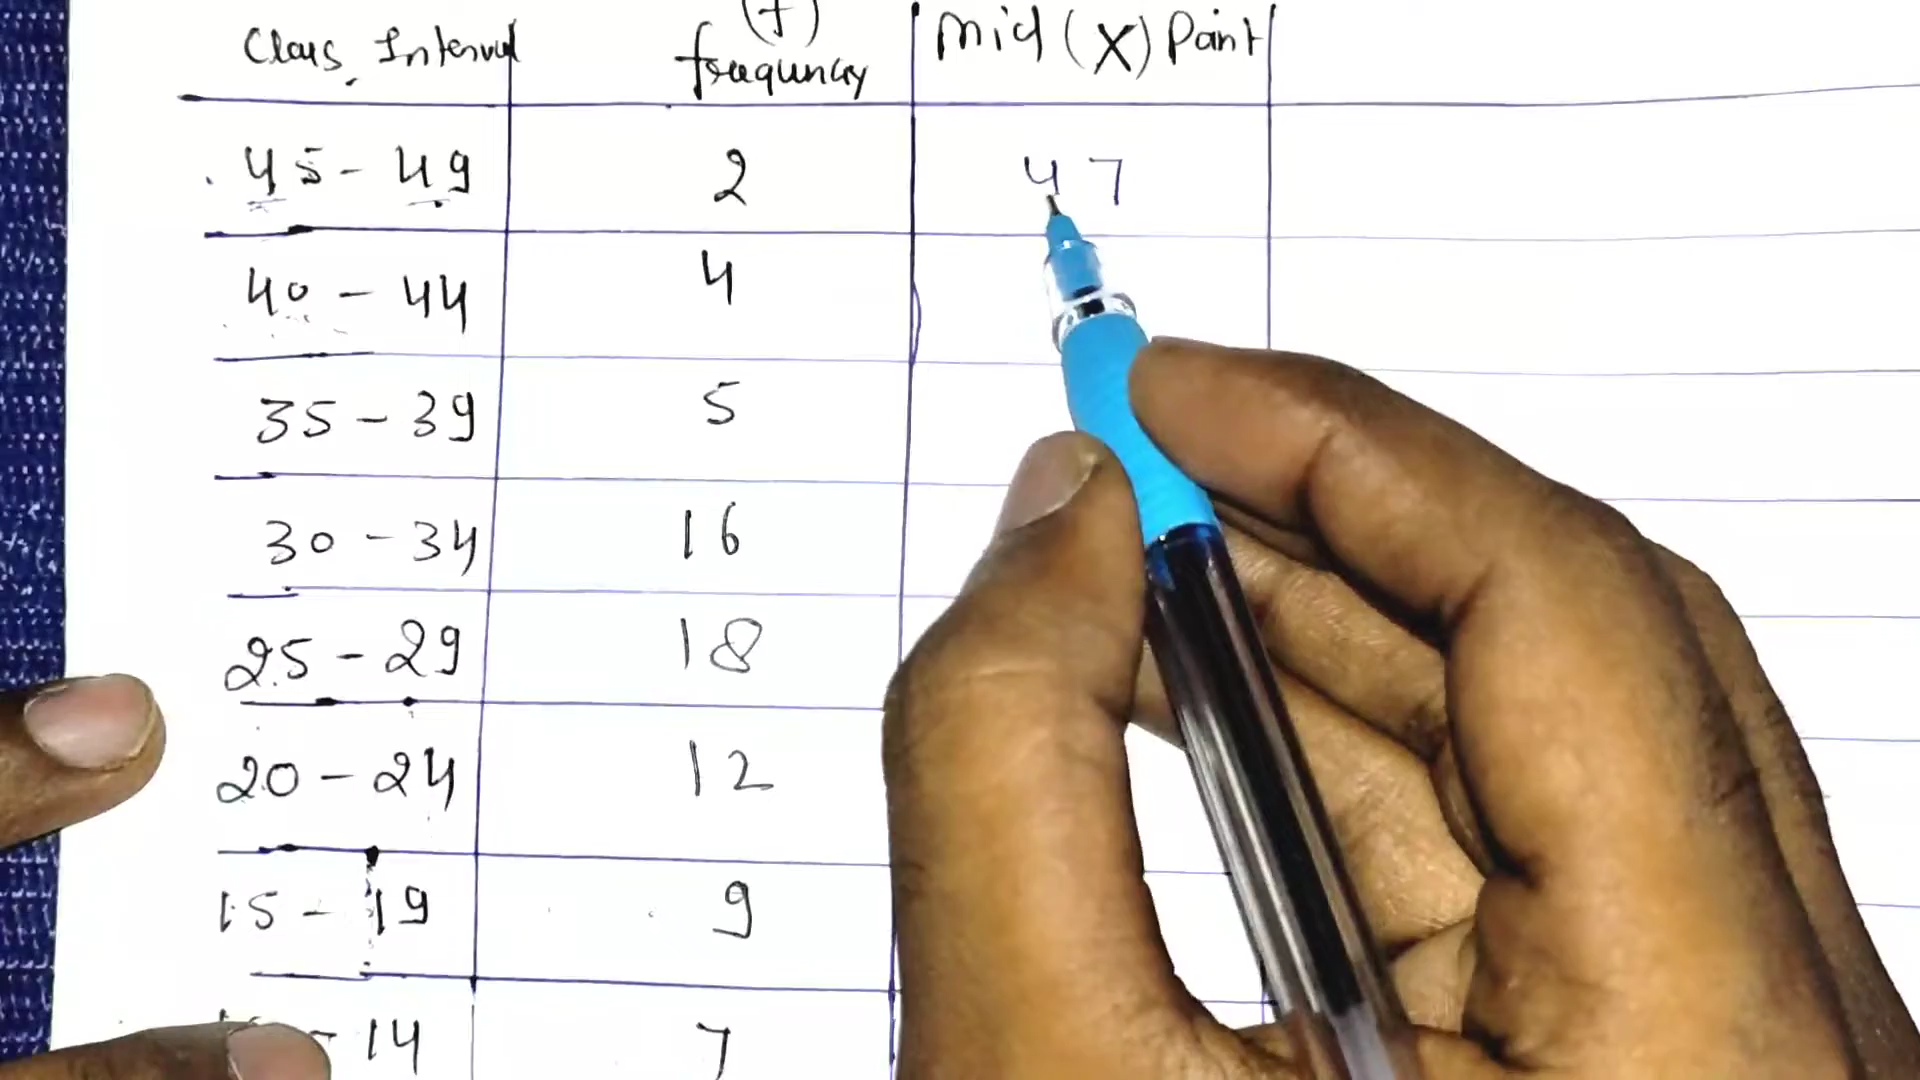 Class Interval (f) frequency Mid (X) Point
45 - 49 2 47
40 - 44 4
35 - 39 5
30 - 34 16
25 - 29 18
20 - 24 12
15 - 19 9
- 14 7